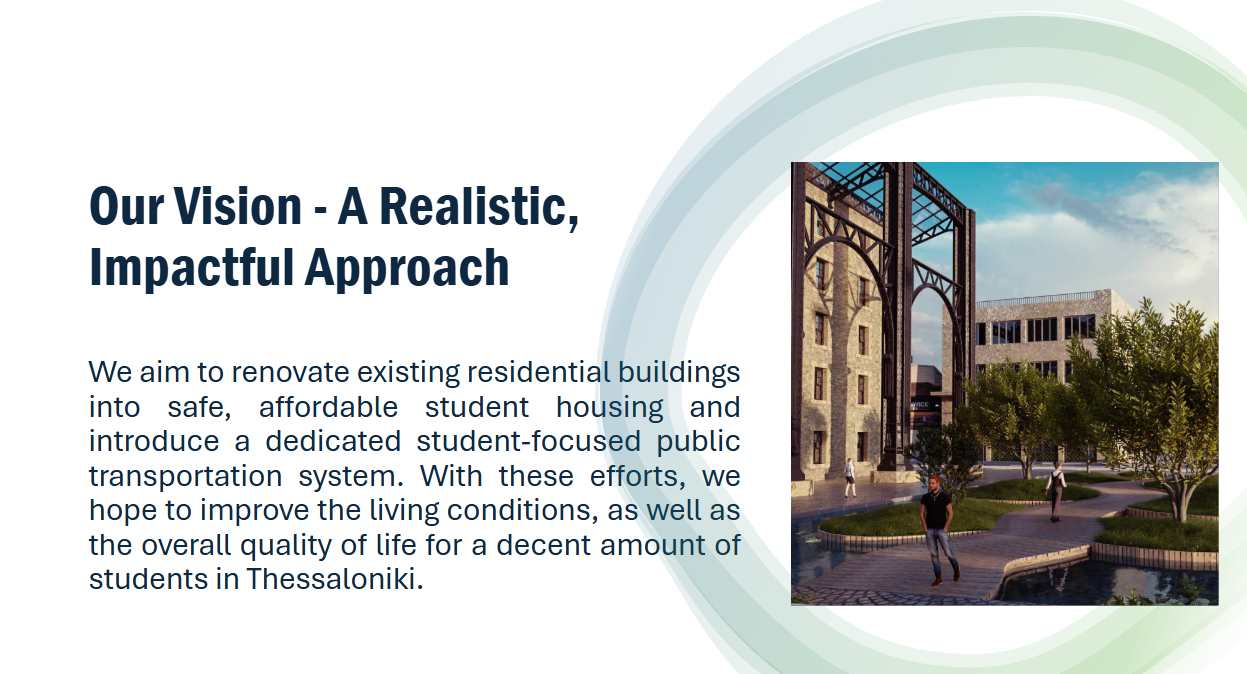 Our Vision - A Realistic,
Impactful Approach
We aim to renovate existing residential buildings
into safe, affordable student housing and
introduce a dedicated student-focused public
transportation system. With these efforts, we
hope to improve the living conditions, as well as
the overall quality of life for a decent amount of
students in Thessaloniki.